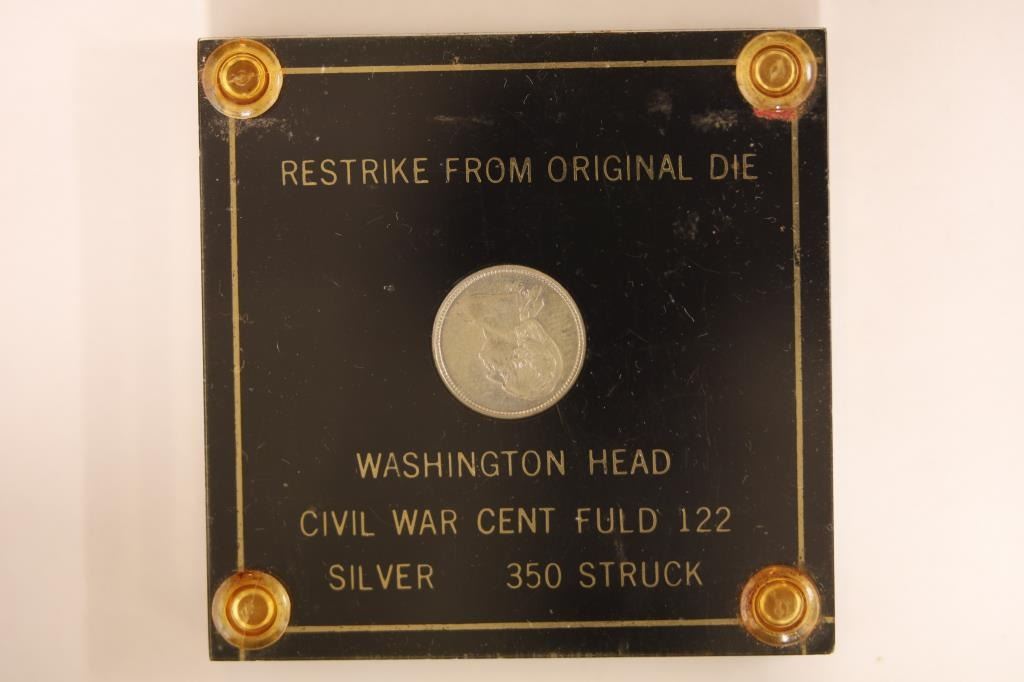 RESTRIKE FROM ORIGINAL DIE
WASHINGTON HEAD
CIVIL WAR CENT FULD 122
SILVER 350 STRUCK